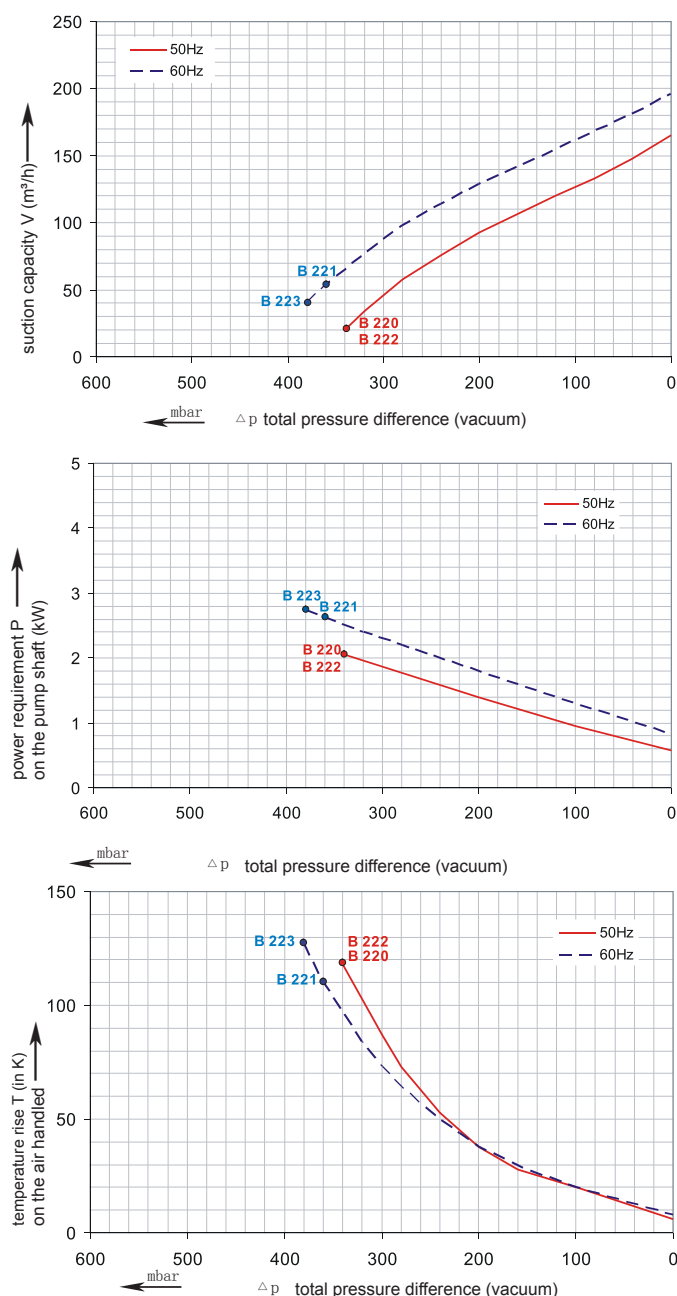 250
200
150
100
50
0
suction capacity V (m³/h)
50Hz
60Hz
B 221
B 223
B 220
B 222
600 500 400 300 200 100 0
mbar
△p total pressure difference (vacuum)
5
4
3
2
1
0
power requirement P
on the pump shaft (kW)
50Hz
60Hz
B 223
B 221
B 220
B 222
600 500 400 300 200 100 0
mbar
△p total pressure difference (vacuum)
150
100
50
0
temperature rise T (in K)
on the air handled
50Hz
60Hz
B 223
B 222
B 220
B 221
600 500 400 300 200 100 0
mbar
△p total pressure difference (vacuum)